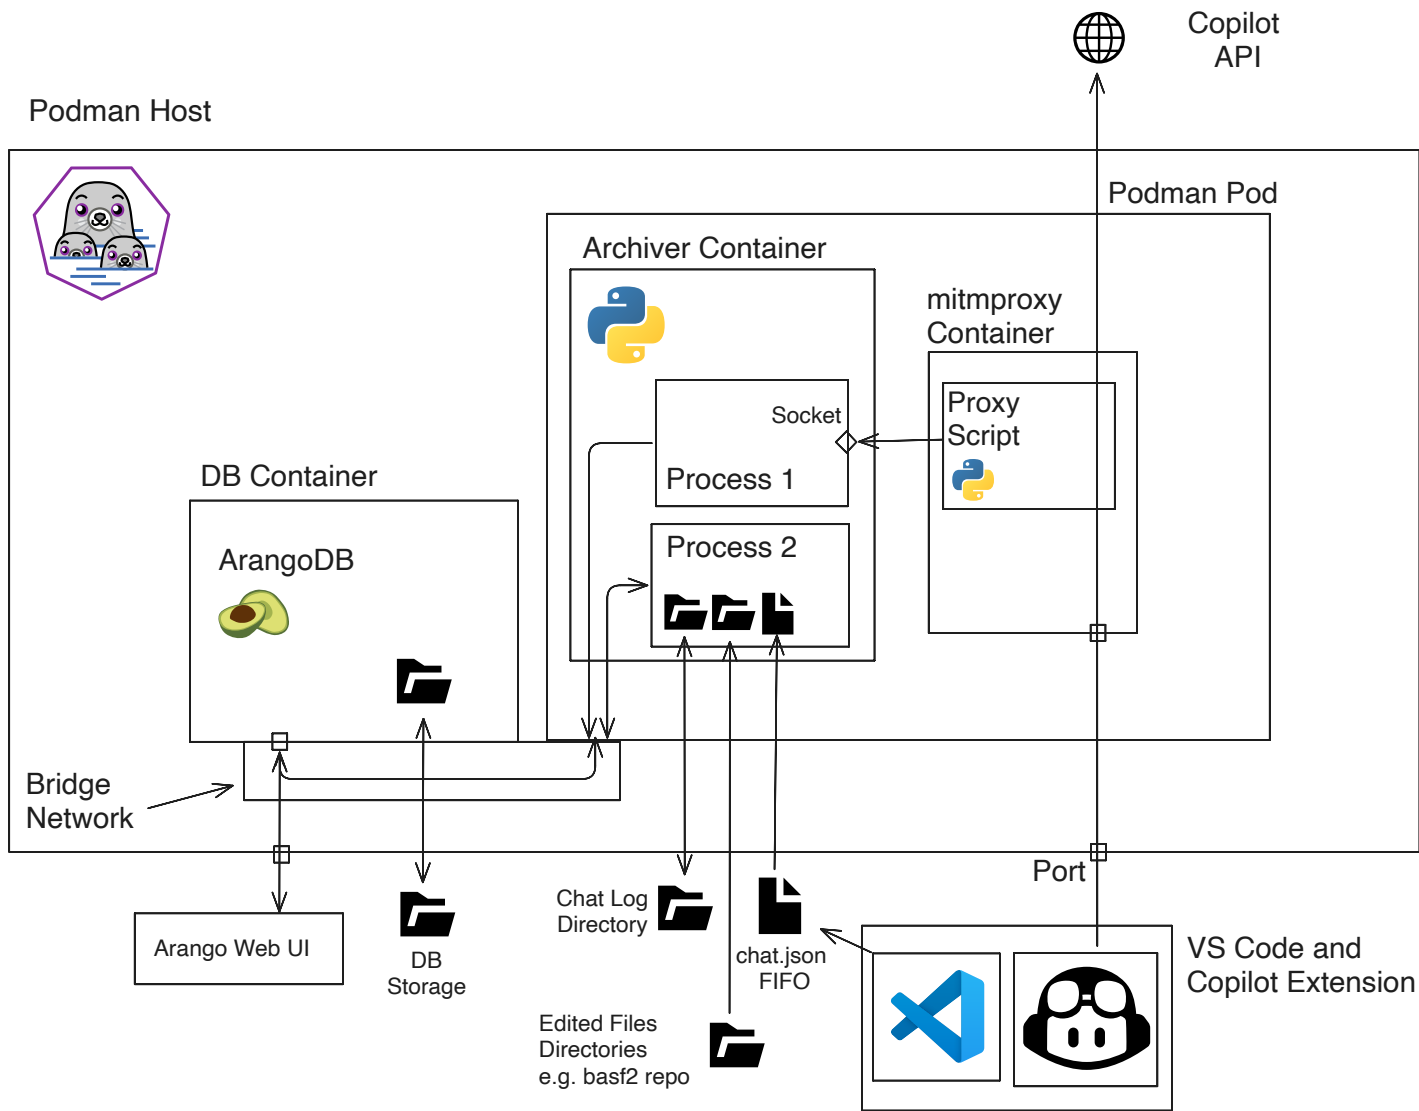 Copilot
API
Podman Host
Podman Pod
Archiver Container
mitmproxy
Container
Proxy
Script
Socket
Process 1
DB Container
Process 2
ArangoDB
Bridge
Network
Port
Chat Log
Directory
Arango Web UI
DB
Storage
chat.json
FIFO
VS Code and
Copilot Extension
Edited Files
Directories
e.g. basf2 repo